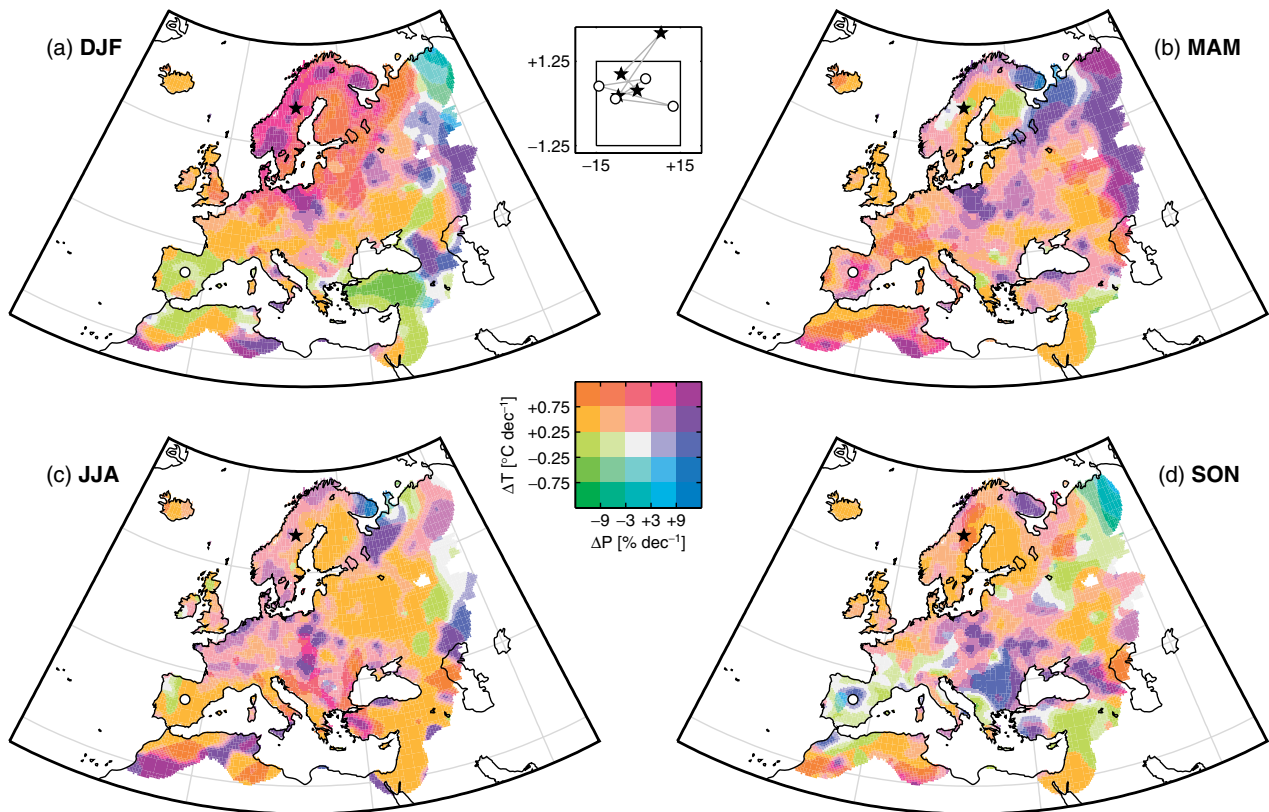 (a) DJF
+1.25
−1.25
−15
+15
(b) MAM
ΔT [°C dec⁻¹]
+0.75
+0.25
−0.25
−0.75
−9 −3 +3 +9
ΔP [% dec⁻¹]
(c) JJA
(d) SON